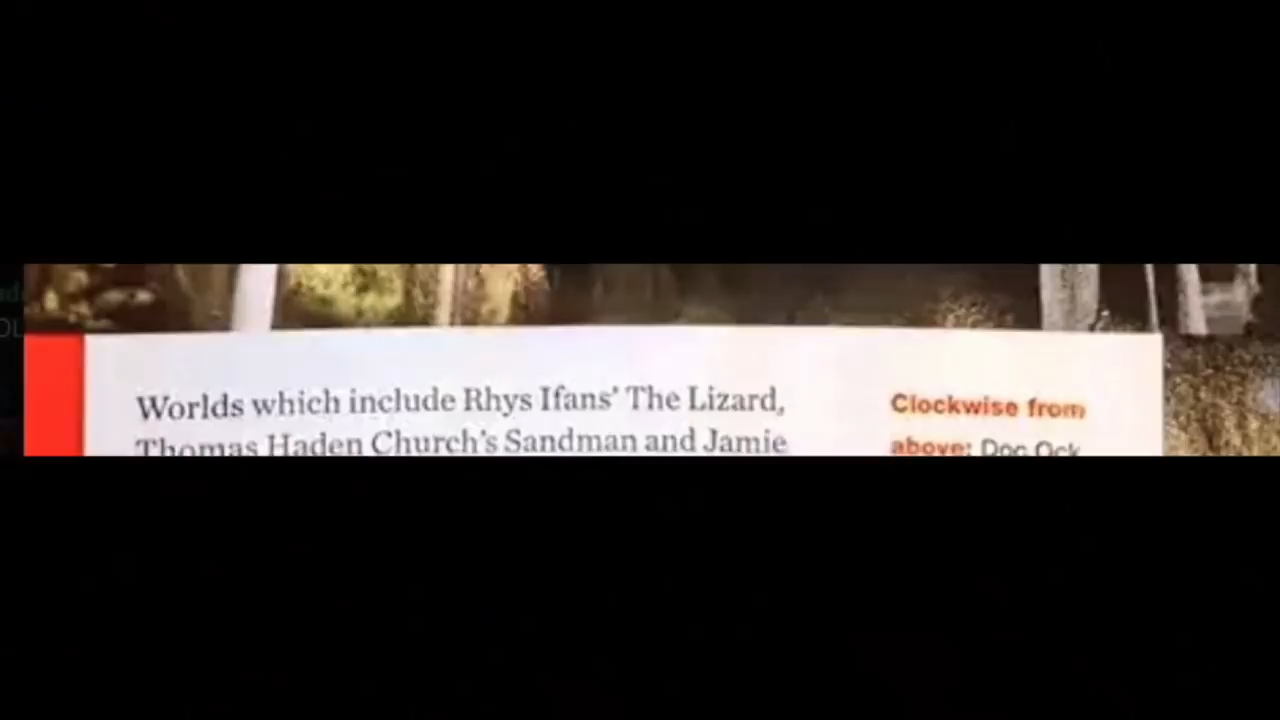 Worlds which include Rhys Ifans' The Lizard,
Thomas Haden Church's Sandman and Jamie
Clockwise from
above: Doc Ock